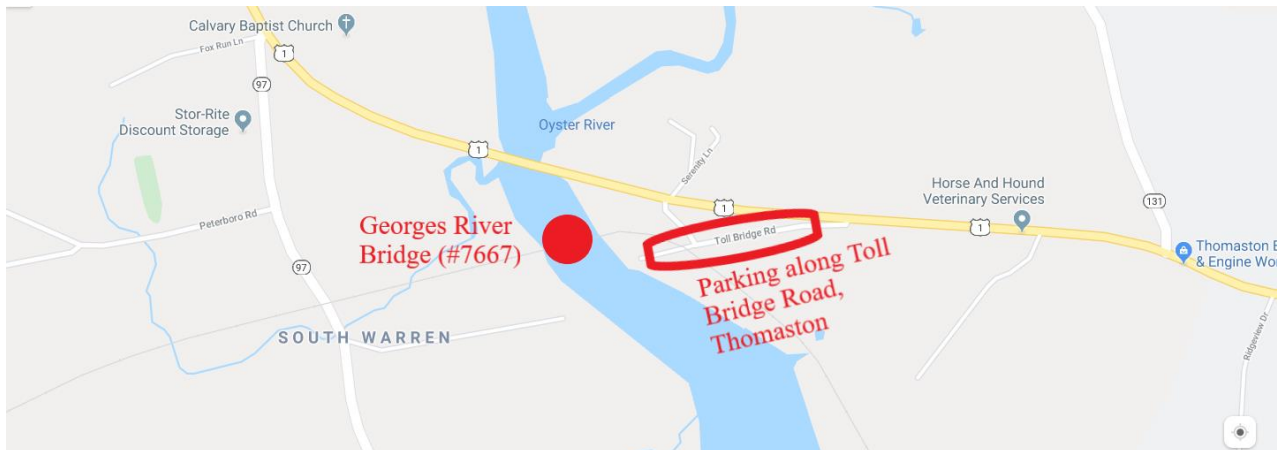 Calvary Baptist Church
Fox Run Ln
1
97
Stor-Rite
Discount Storage
Oyster River
1
Serenity Ln
Horse And Hound
Veterinary Services
131
Peterboro Rd
Georges River
Bridge (#7667)
1
Toll Bridge Rd
1
Thomaston
& Engine Wo
97
Parking along Toll
Bridge Road,
Thomaston
SOUTH WARREN
Ridgeview Dr